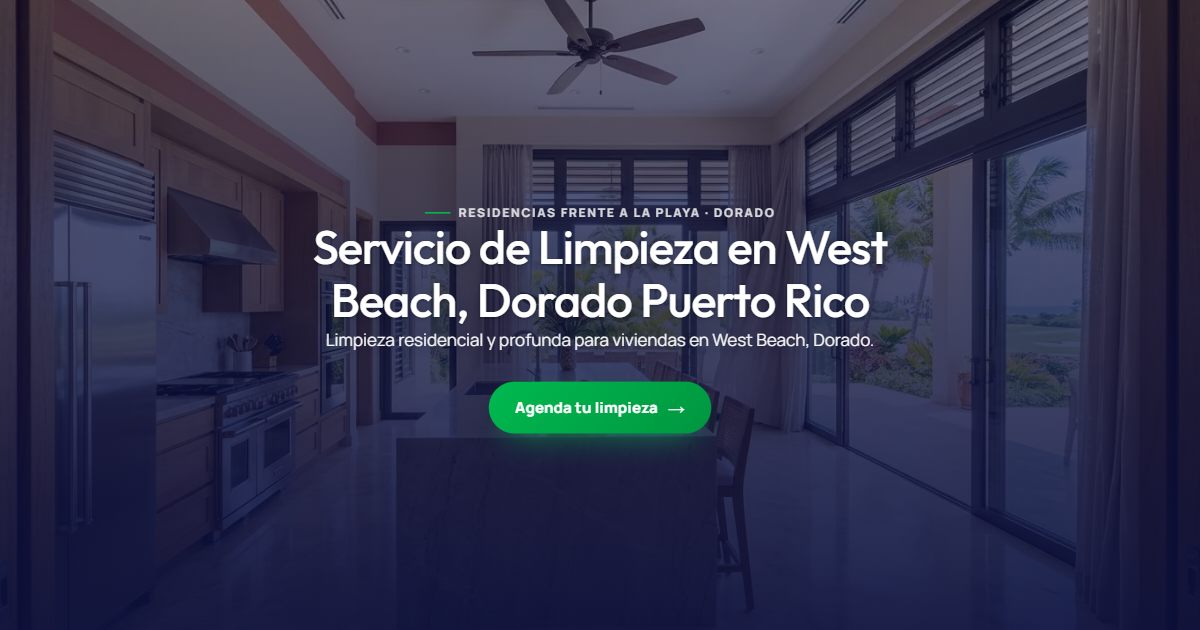 RESIDENCIAS FRENTE A LA PLAYA · DORADO
Servicio de Limpieza en West
Beach, Dorado Puerto Rico
Limpieza residencial y profunda para viviendas en West Beach, Dorado.
Agenda tu limpieza →